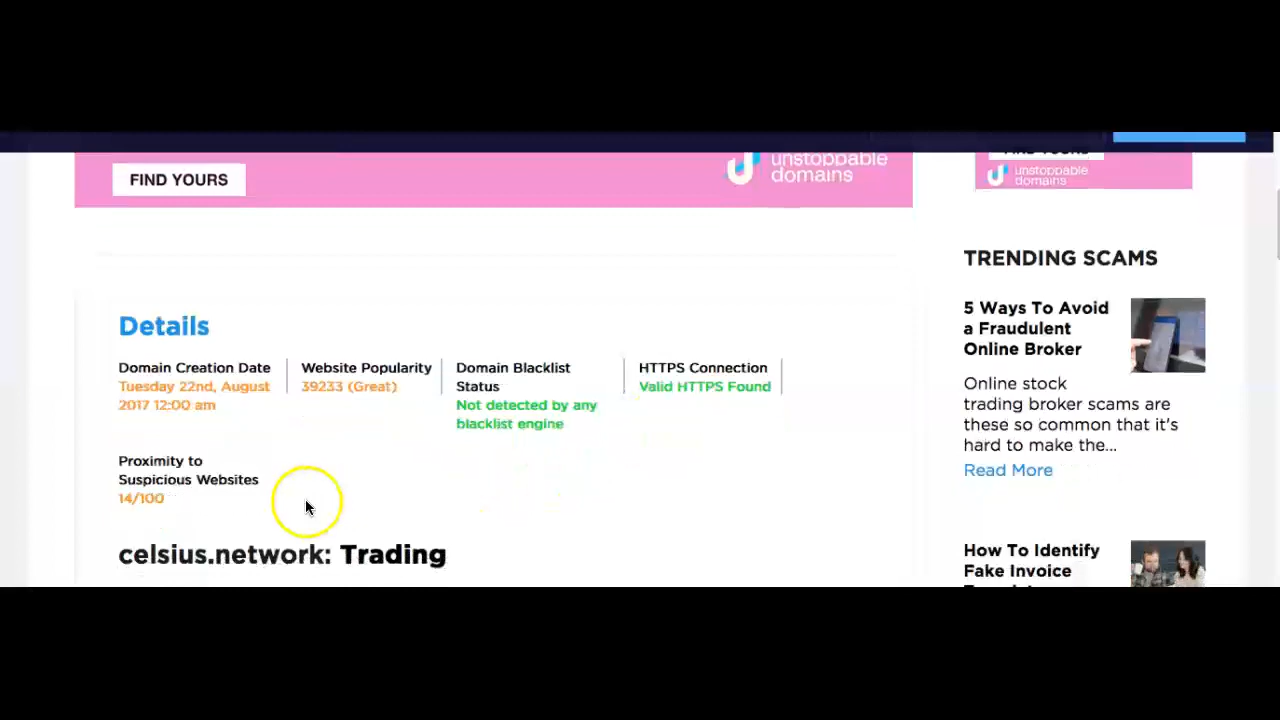 FIND YOURS
unstoppable
domains
unstoppable
domains
Details
Domain Creation Date
Tuesday 22nd, August
2017 12:00 am
Website Popularity
39233 (Great)
Domain Blacklist
Status
Not detected by any
blacklist engine
HTTPS Connection
Valid HTTPS Found
Proximity to
Suspicious Websites
14/100
celsius.network: Trading
TRENDING SCAMS
5 Ways To Avoid
a Fraudulent
Online Broker
Online stock
trading broker scams are
these so common that it's
hard to make the...
Read More
How To Identify
Fake Invoice